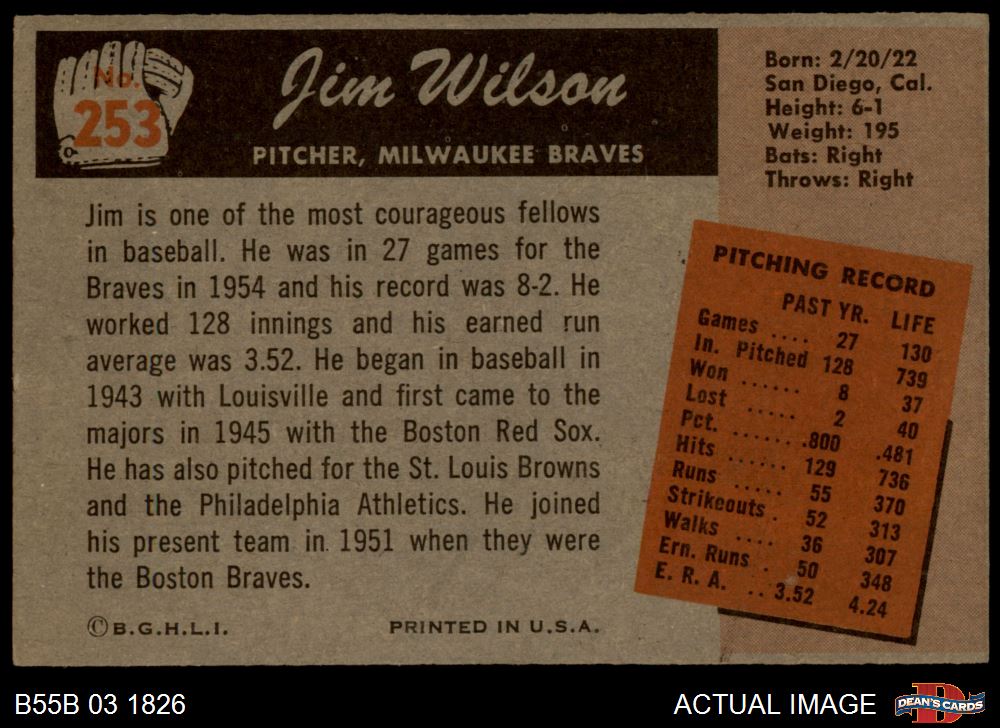 No.
253
Jim Wilson
PITCHER, MILWAUKEE BRAVES
Born: 2/20/22
San Diego, Cal.
Height: 6-1
Weight: 195
Bats: Right
Throws: Right
Jim is one of the most courageous fellows
in baseball. He was in 27 games for the
Braves in 1954 and his record was 8-2. He
worked 128 innings and his earned run
average was 3.52. He began in baseball in
1943 with Louisville and first came to the
majors in 1945 with the Boston Red Sox.
He has also pitched for the St. Louis Browns
and the Philadelphia Athletics. He joined
his present team in 1951 when they were
the Boston Braves.
PITCHING RECORD
PAST YR. LIFE
Games .... 27 130
In. Pitched 128 739
Won ...... 8 37
Lost ..... 2 40
Pct. ....... .800 .481
Hits ...... 129 736
Runs ..... 55 370
Strikeouts . 52 313
Walks .... 36 307
Ern. Runs . 50 348
E. R. A. .. 3.52 4.24
© B.G.H.L.I. PRINTED IN U.S.A.
B55B 03 1826 ACTUAL IMAGE
D
DEAN'S CARDS